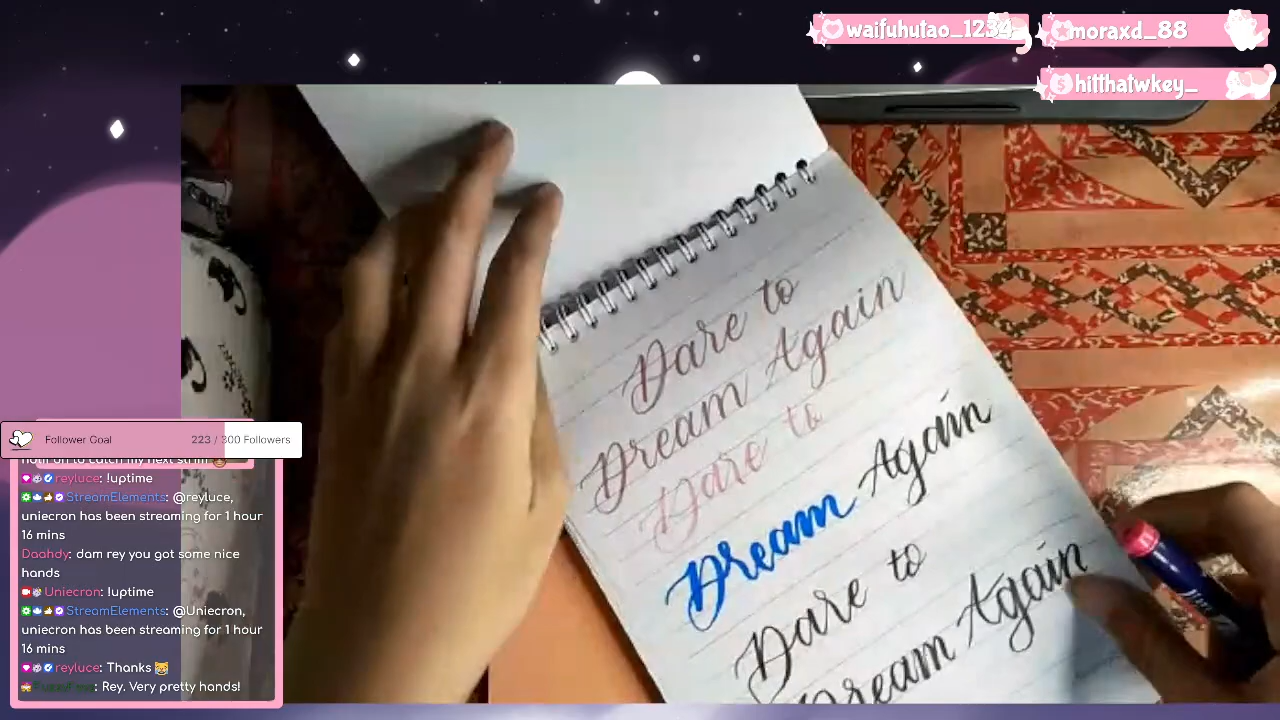 waifuhutao_1234
moraxd_88
hitthatwkey_
Dare to
Dream Again
Dare to
Dream Again
Dare to
Dream Again
Follower Goal 223 / 300 Followers
reyluce: !uptime
StreamElements: @reyluce,
uniecron has been streaming for 1 hour
16 mins
Daahdy: dam rey you got some nice
hands
Uniecron: !uptime
StreamElements: @Uniecron,
uniecron has been streaming for 1 hour
16 mins
reyluce: Thanks 😸
: Rey. Very pretty hands!